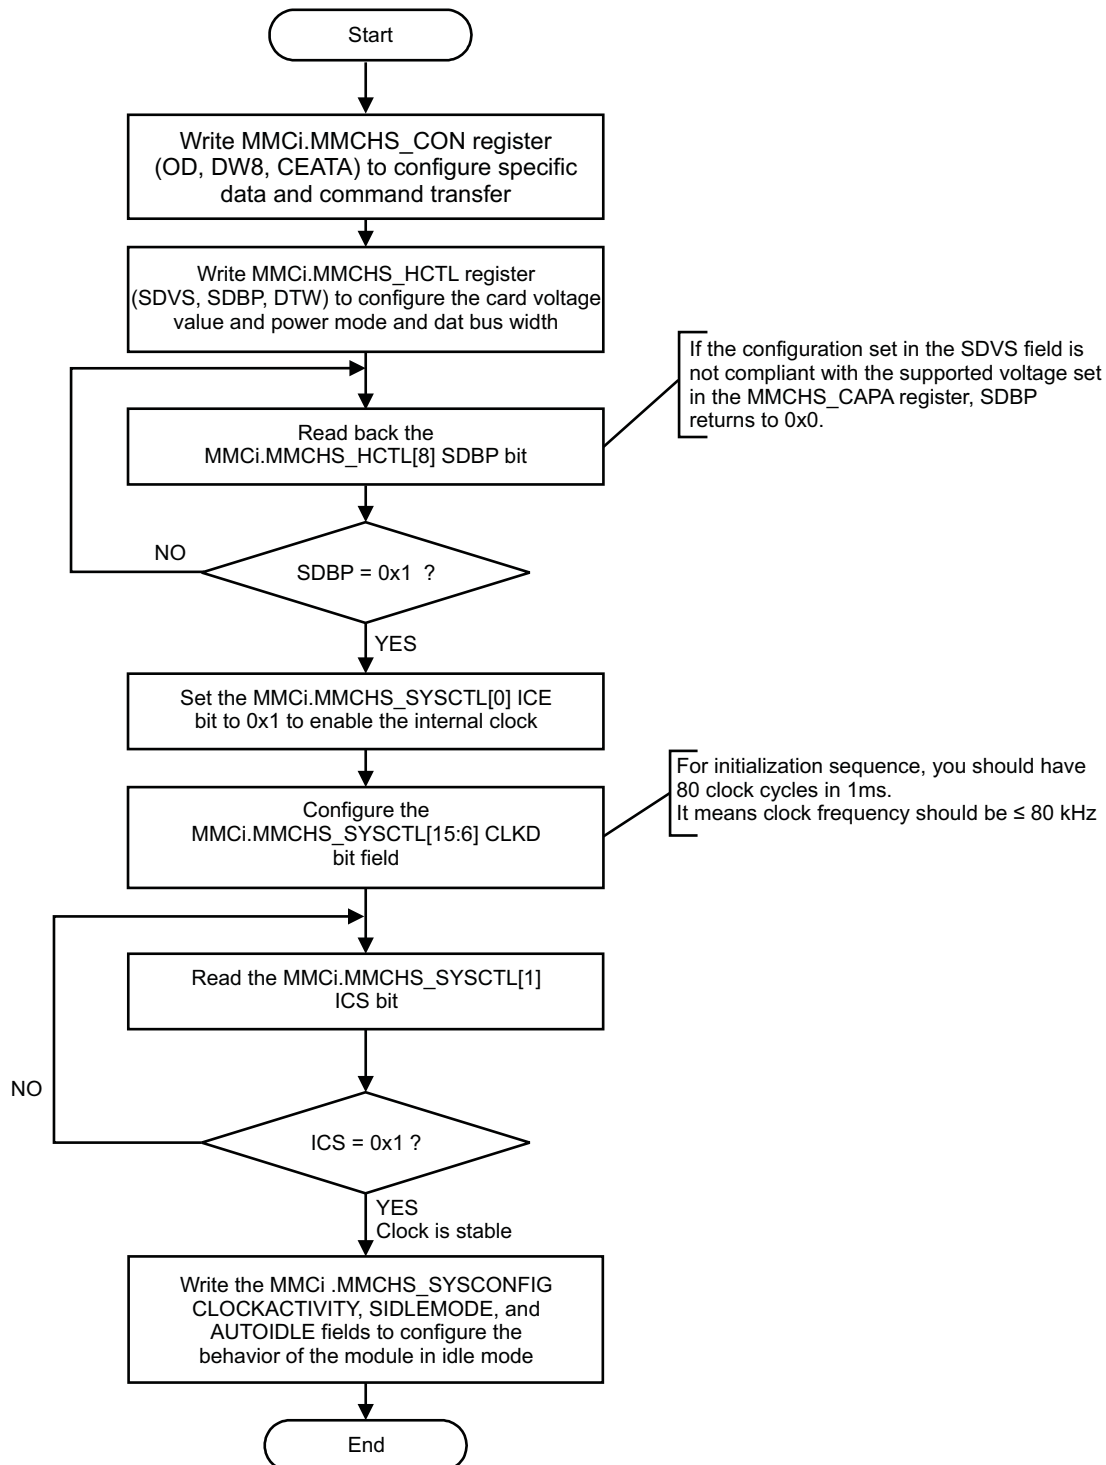 Start
Write MMCi.MMCHS_CON register
(OD, DW8, CEATA) to configure specific
data and command transfer
Write MMCi.MMCHS_HCTL register
(SDVS, SDBP, DTW) to configure the card voltage
value and power mode and dat bus width
If the configuration set in the SDVS field is
not compliant with the supported voltage set
in the MMCHS_CAPA register, SDBP
returns to 0x0.
Read back the
MMCi.MMCHS_HCTL[8] SDBP bit
NO
SDBP = 0x1 ?
YES
Set the MMCi.MMCHS_SYSCTL[0] ICE
bit to 0x1 to enable the internal clock
For initialization sequence, you should have
80 clock cycles in 1ms.
It means clock frequency should be ≤ 80 kHz
Configure the
MMCi.MMCHS_SYSCTL[15:6] CLKD
bit field
Read the MMCi.MMCHS_SYSCTL[1]
ICS bit
NO
ICS = 0x1 ?
YES
Clock is stable
Write the MMCi .MMCHS_SYSCONFIG
CLOCKACTIVITY, SIDLEMODE, and
AUTOIDLE fields to configure the
behavior of the module in idle mode
End